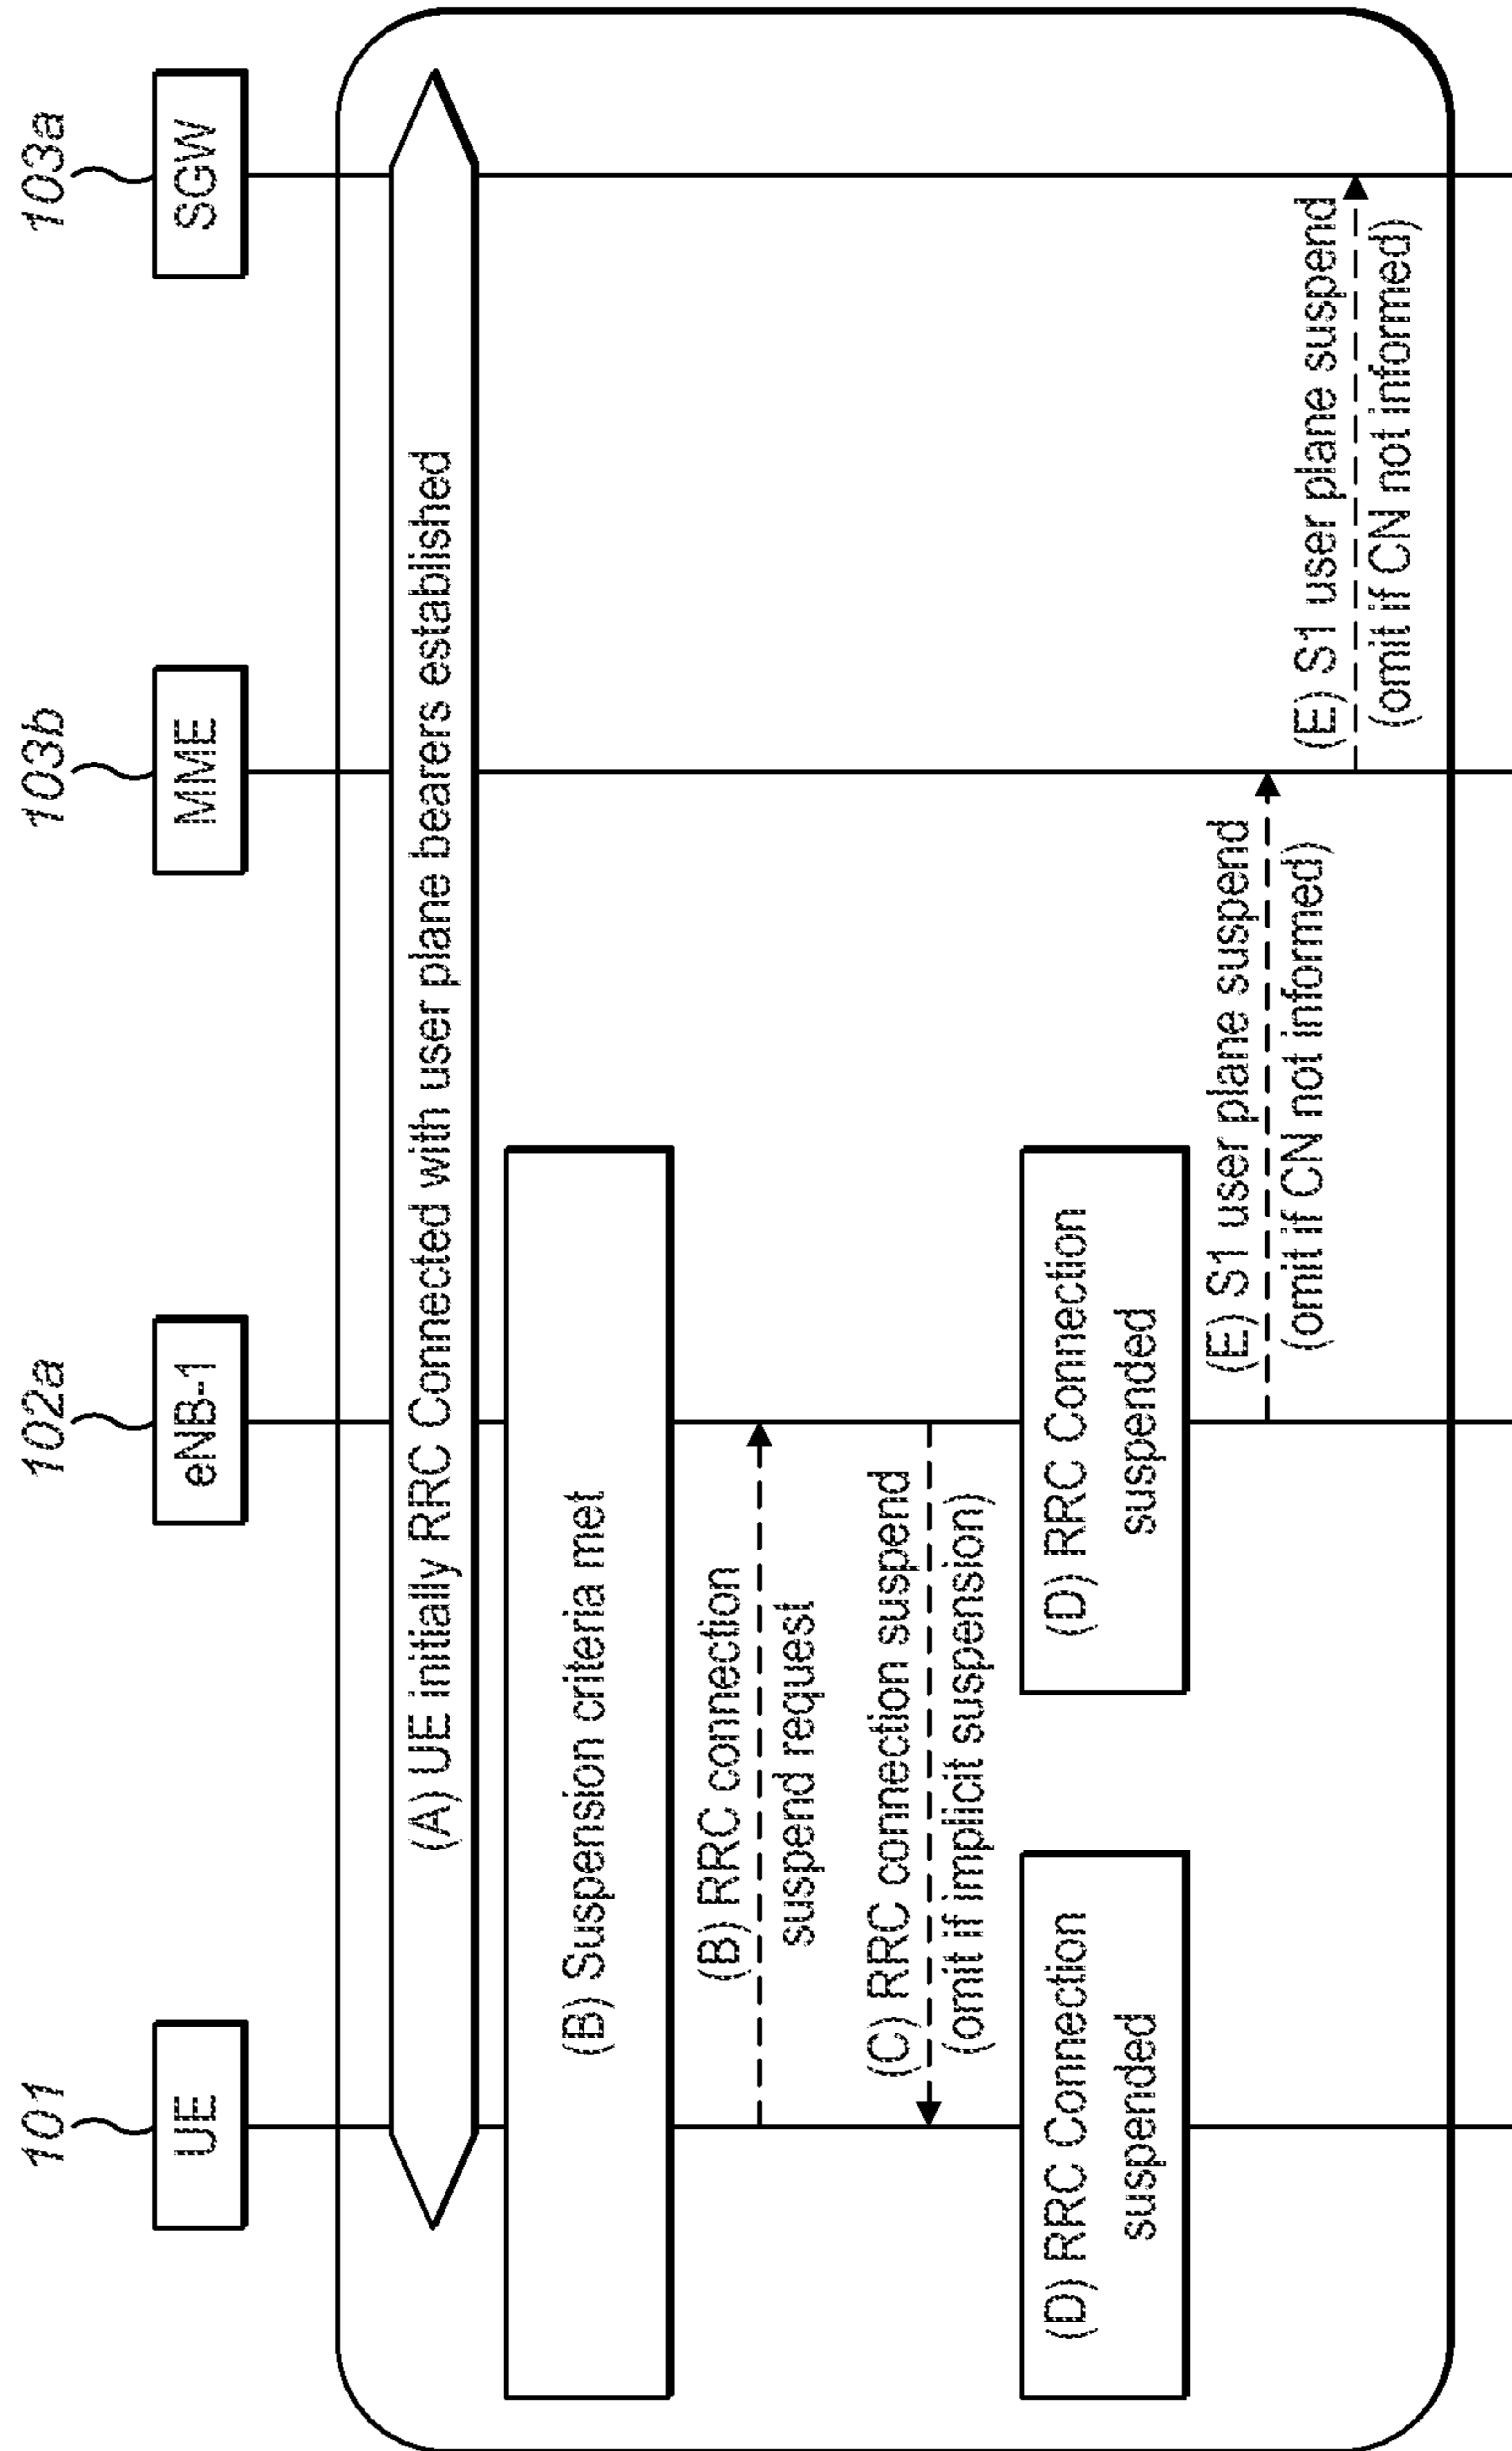 101
102a
103b
103a
UE
eNB-1
MME
SGW
(A) UE initially RRC Connected with user plane bearers established
(B) Suspension criteria met
(B) RRC connection
suspend request
(C) RRC connection suspend
(omit if implicit suspension)
(D) RRC Connection
suspended
(D) RRC Connection
suspended
(E) S1 user plane suspend
(omit if CN not informed)
(E) S1 user plane suspend
(omit if CN not informed)